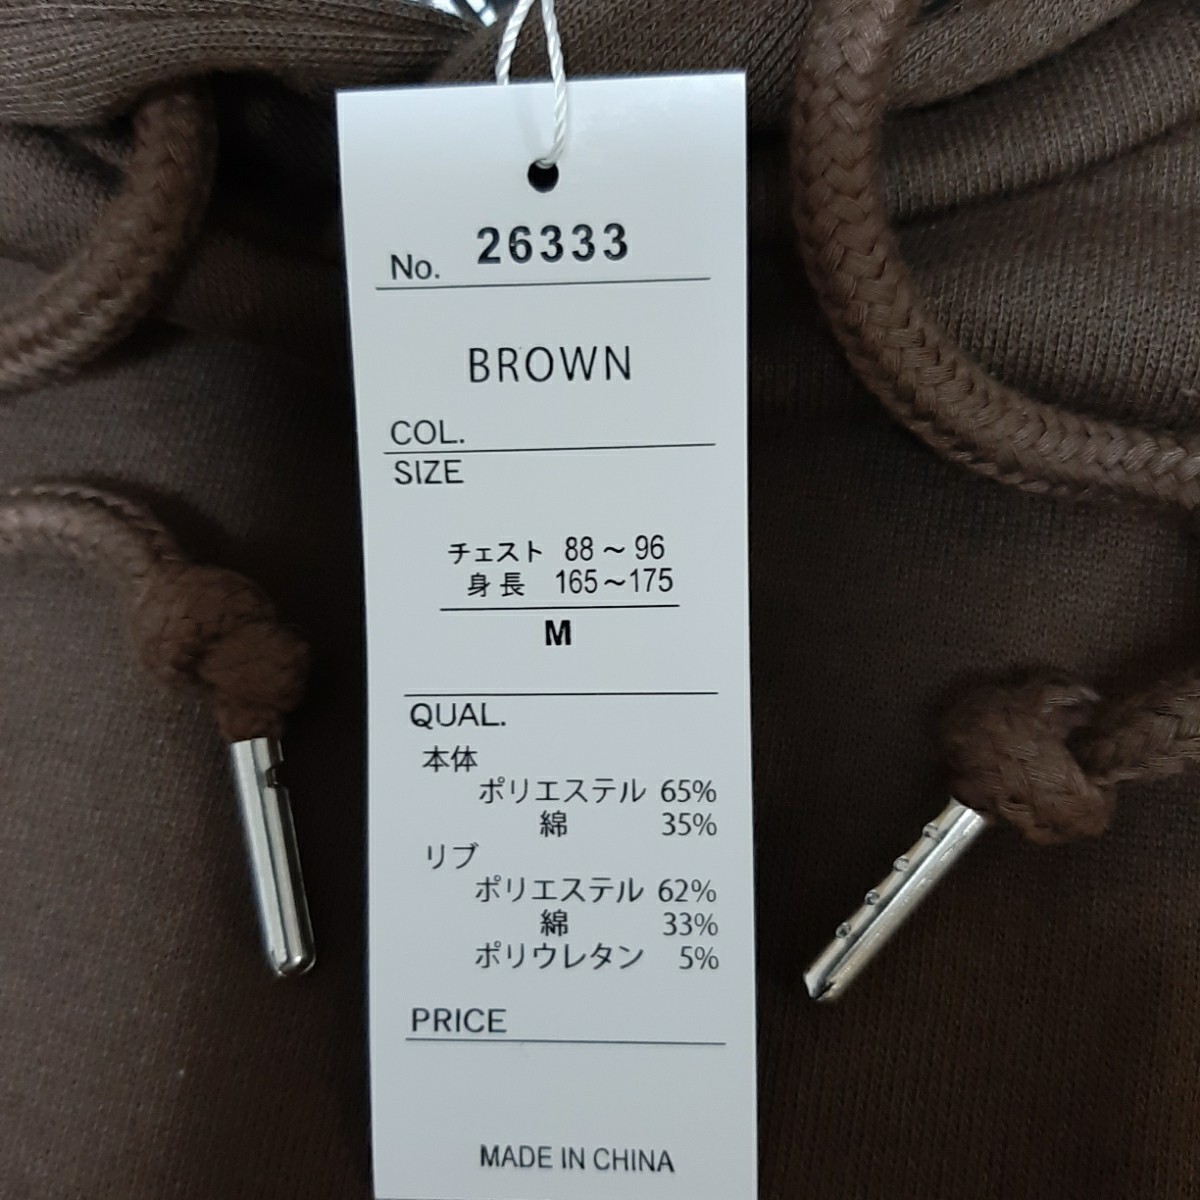 No. 26333
BROWN
COL.
SIZE
チェスト 88～96
身長 165～175
M
QUAL.
本体
ポリエステル 65%
綿 35%
リブ
ポリエステル 62%
綿 33%
ポリウレタン 5%
PRICE
MADE IN CHINA